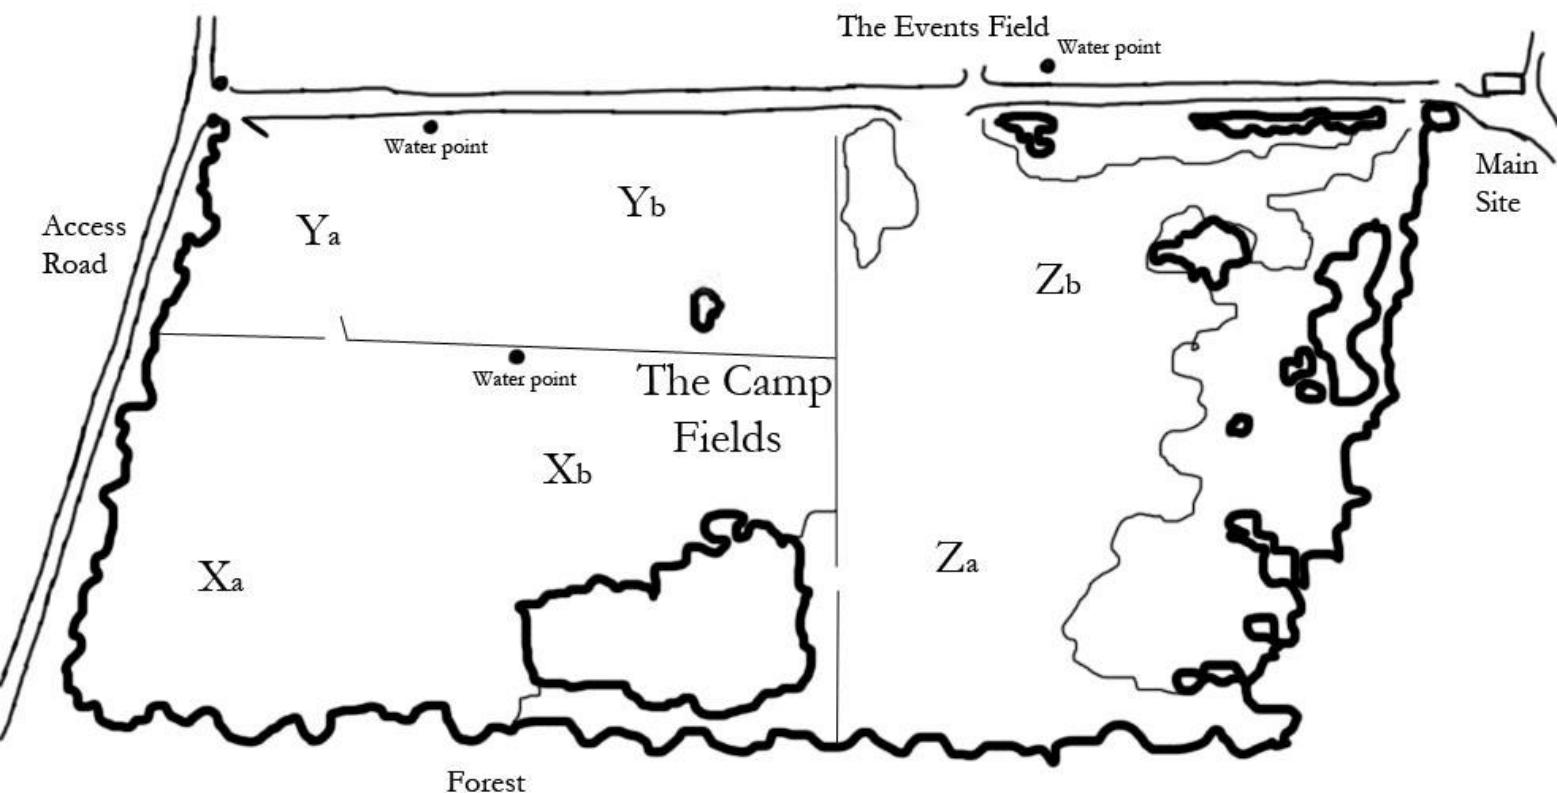 The Events Field
Water point
Water point
Main
Site
Yb
Ya
Access
Road
Zb
Water point
The Camp
Fields
Xb
Za
Xa
Forest